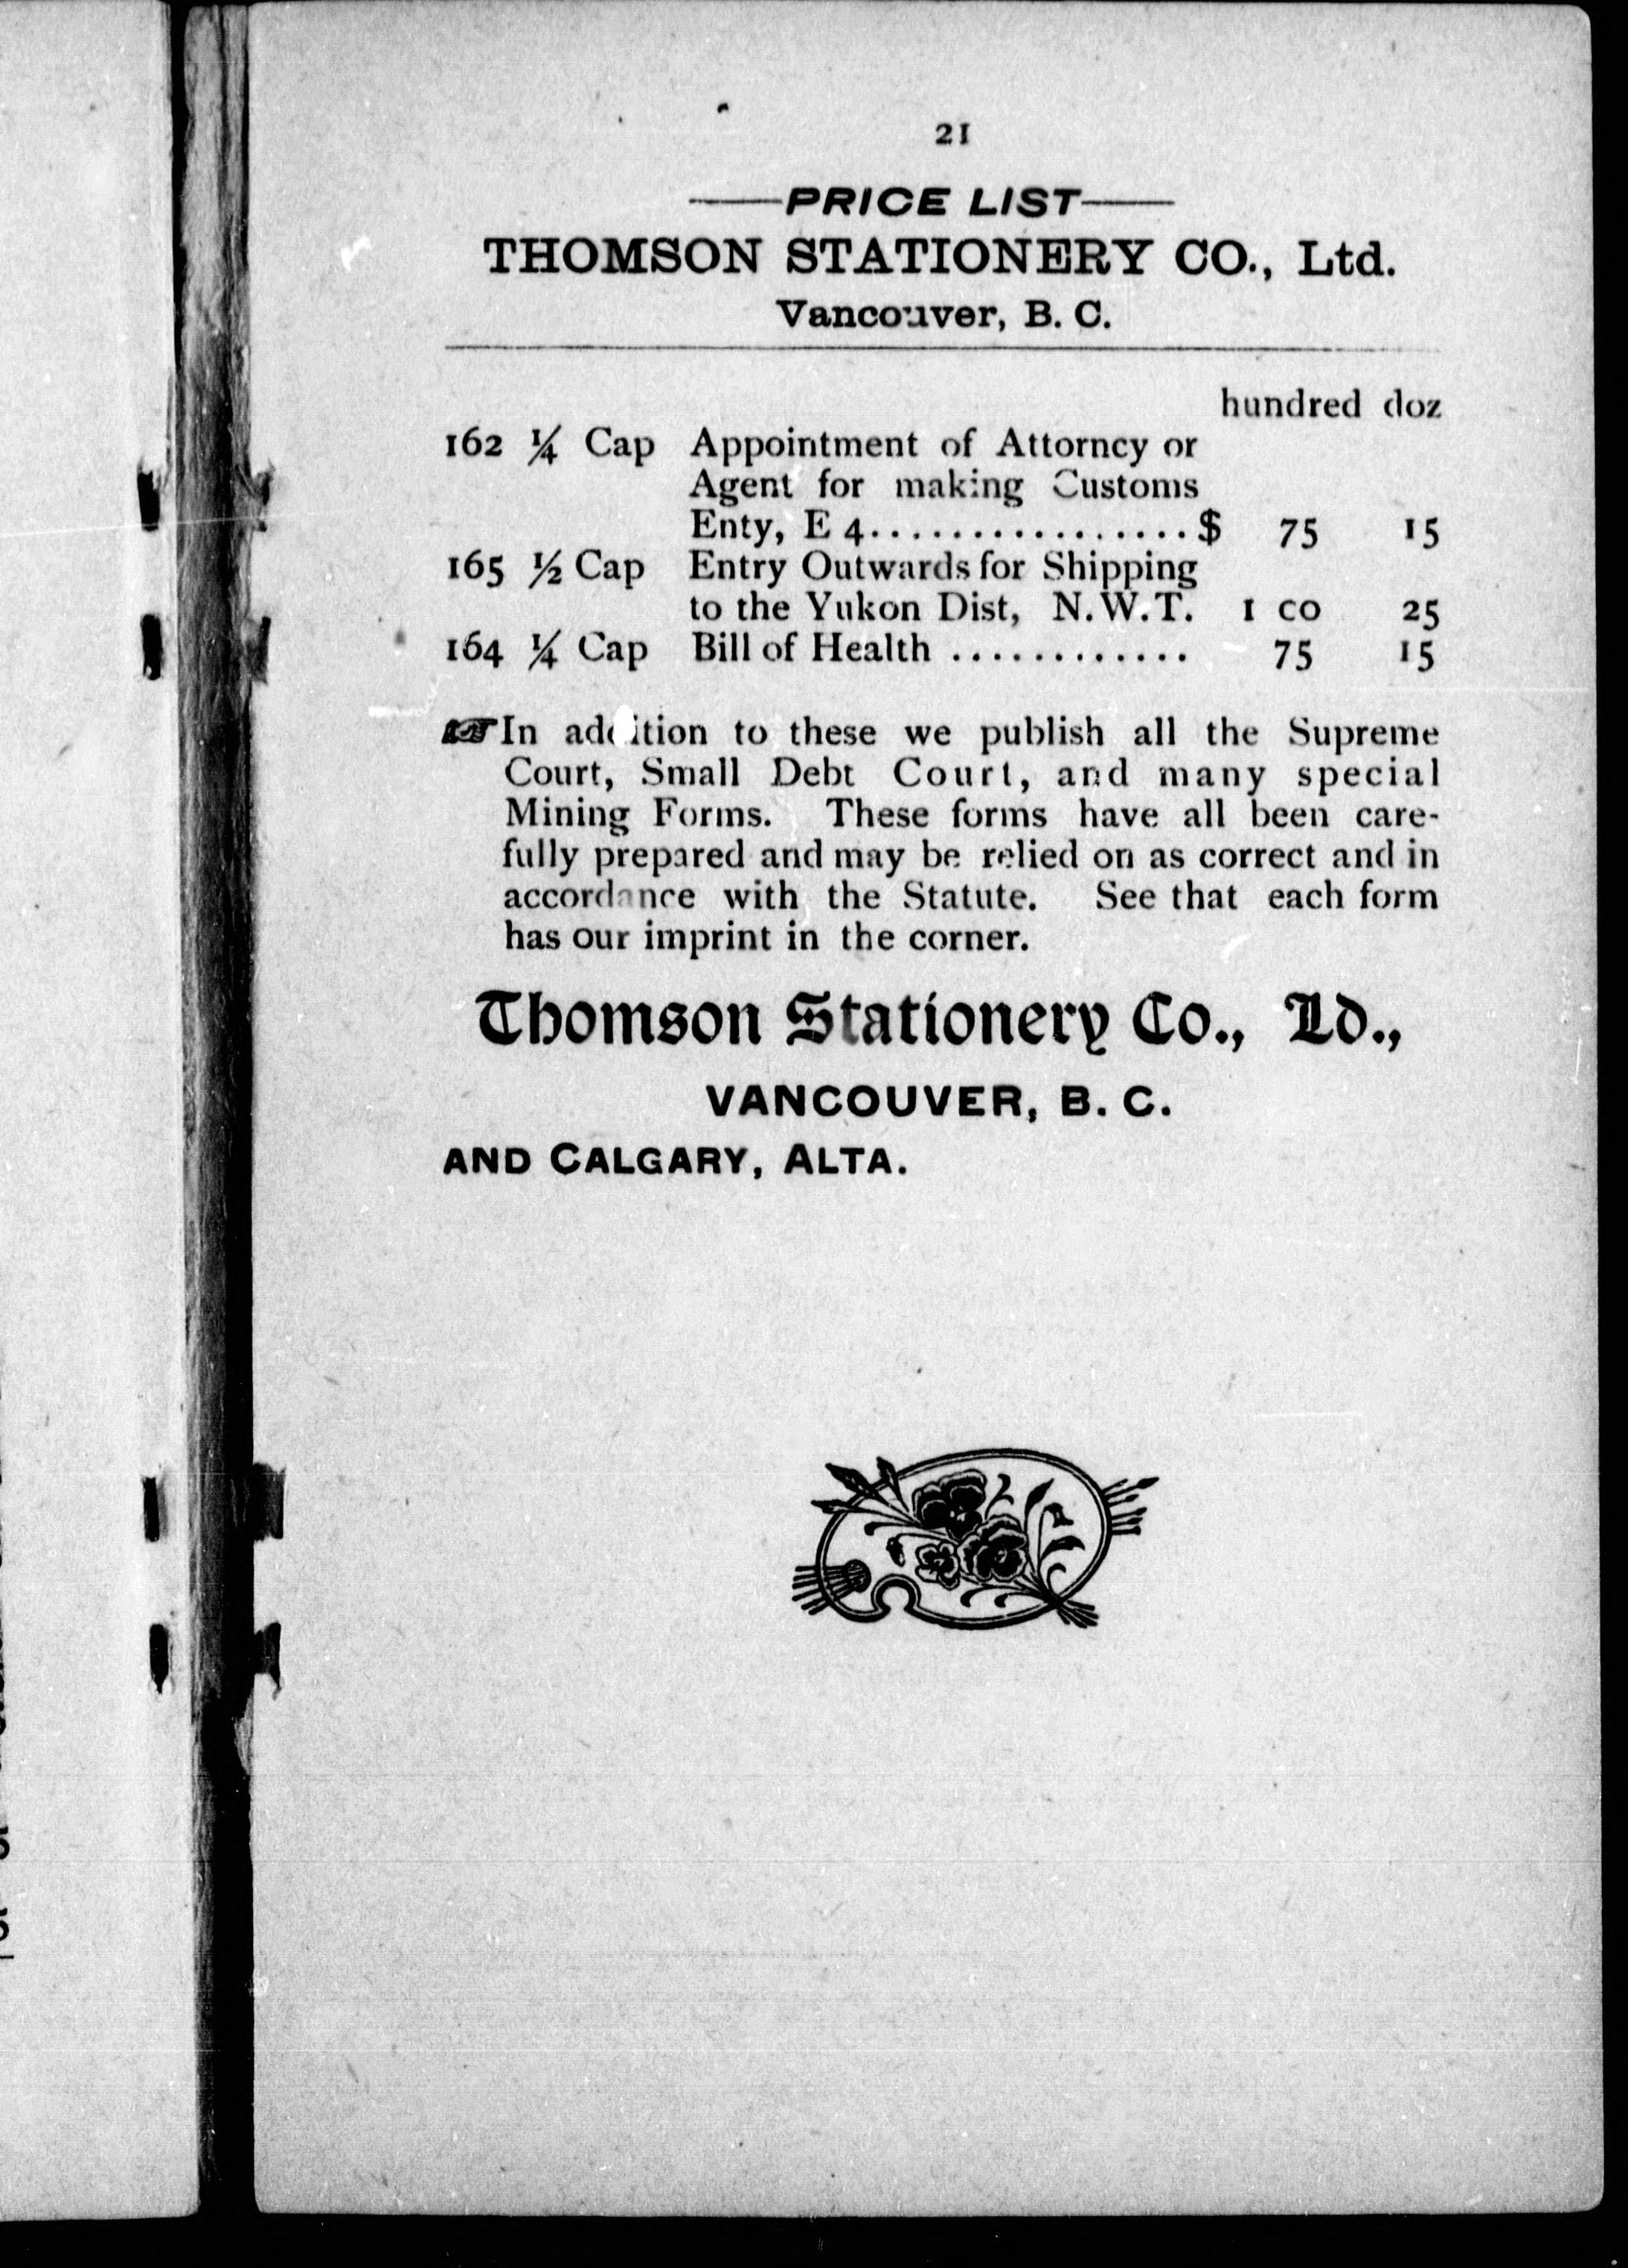 21
PRICE LIST
THOMSON STATIONERY CO., Ltd.
Vancouver, B. C.
hundred doz
162 ¼ Cap Appointment of Attorney or
Agent for making Customs
Enty, E 4................$ 75 15
165 ½ Cap Entry Outwards for Shipping
to the Yukon Dist, N.W.T. 1 00 25
164 ¼ Cap Bill of Health ............ 75 15
☞In addition to these we publish all the Supreme
Court, Small Debt Court, and many special
Mining Forms. These forms have all been care-
fully prepared and may be relied on as correct and in
accordance with the Statute. See that each form
has our imprint in the corner.
Thomson Stationery Co., Ld.,
VANCOUVER, B. C.
AND CALGARY, ALTA.